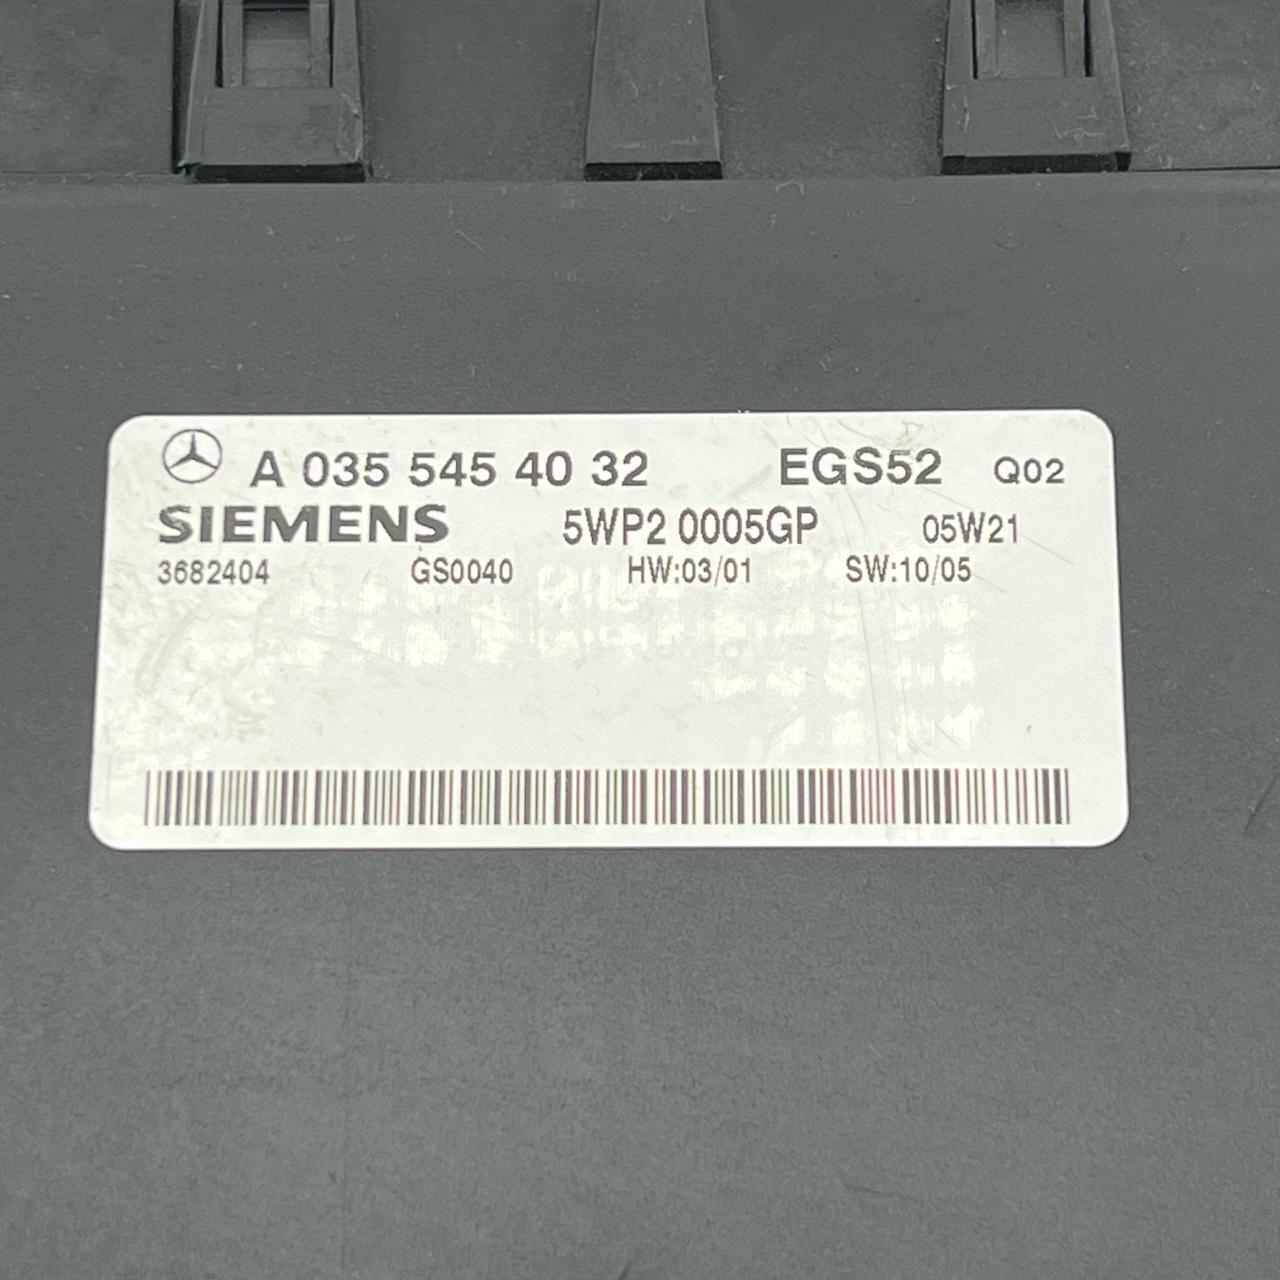 A 035 545 40 32 EGS52 Q02
SIEMENS 5WP2 0005GP 05W21
3682404 GS0040 HW:03/01 SW:10/05